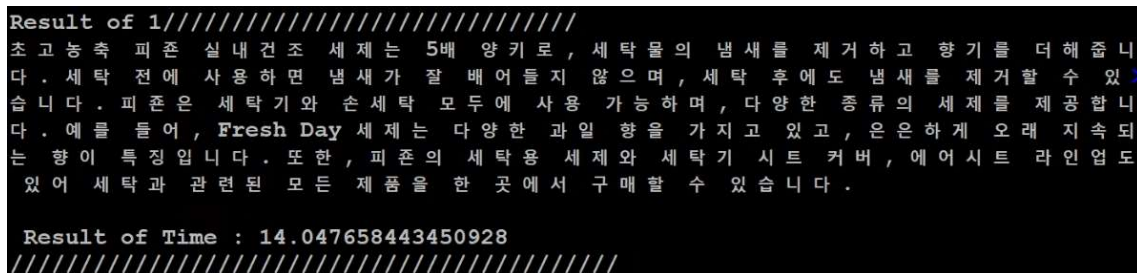 Result of 1//////////////////////////////
초고농축 피죤 실내건조 세제는 5배 양키로, 세탁물의 냄새를 제거하고 향기를 더해줍니
다. 세탁 전에 사용하면 냄새가 잘 배어들지 않으며, 세탁 후에도 냄새를 제거할 수 있
습니다. 피죤은 세탁기와 손세탁 모두에 사용 가능하며, 다양한 종류의 세제를 제공합니
다. 예를 들어, Fresh Day 세제는 다양한 과일 향을 가지고 있고, 은은하게 오래 지속되
는 향이 특징입니다. 또한, 피죤의 세탁용 세제와 세탁기 시트 커버, 에어시트 라인업도
있어 세탁과 관련된 모든 제품을 한 곳에서 구매할 수 있습니다.
Result of Time : 14.047658443450928
////////////////////////////////////////////